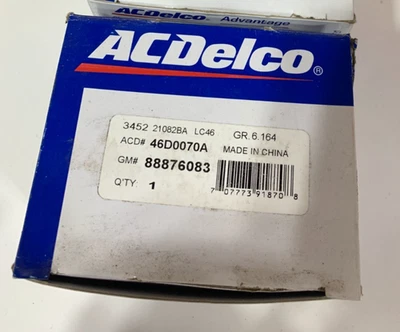 ACDelco
Advantage
ACDelco®
3452 21082BA LC46 GR.6.164
ACD# 46D0070A MADE IN CHINA
GM# 88876083
Q'TY: 1
7 07773 91870 8